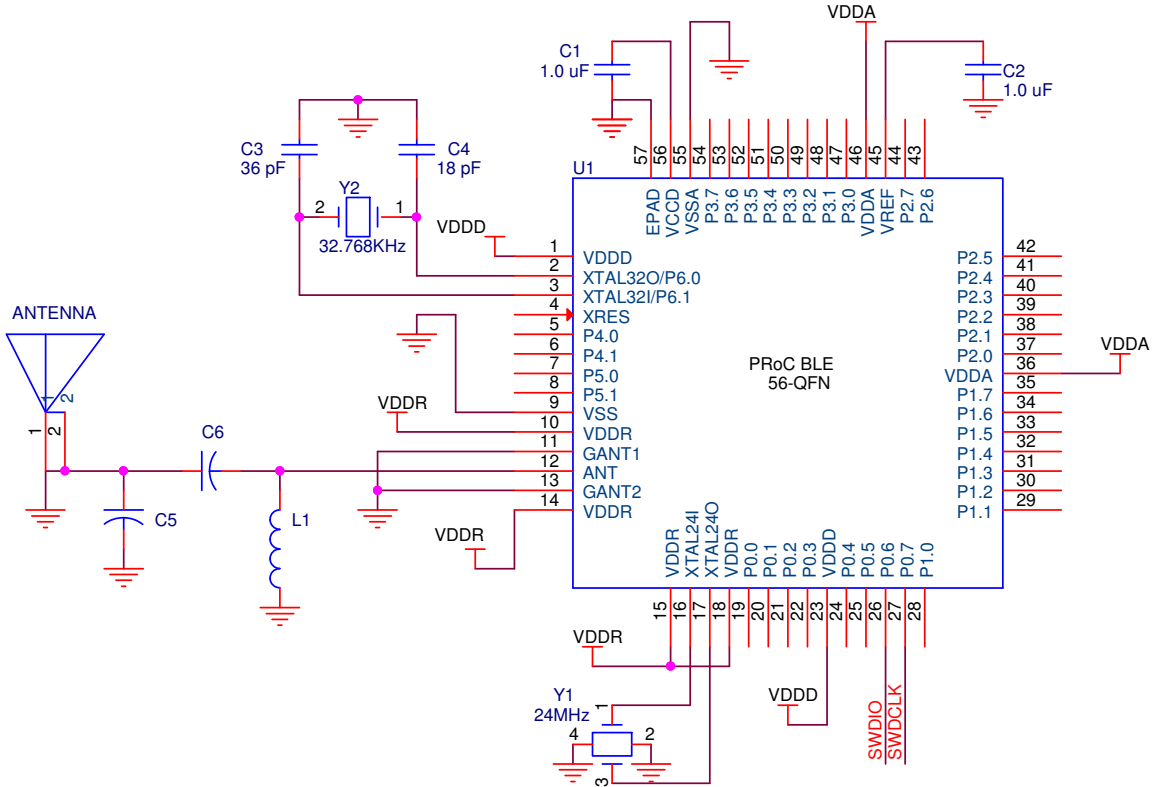 VDDA
C1
1.0 uF
C2
1.0 uF
C3
36 pF
C4
18 pF
Y2
2
1
32.768KHz
U1
57
56
55
54
53
52
51
50
49
48
47
46
45
44
43
EPAD
VCCD
VSSA
P3.7
P3.6
P3.5
P3.4
P3.3
P3.2
P3.1
P3.0
VDDA
VREF
P2.7
P2.6
VDDD
1 VDDD
2 XTAL32O/P6.0
3 XTAL32I/P6.1
4 XRES
5 P4.0
6 P4.1
7 P5.0
8 P5.1
9 VSS
10 VDDR
11 GANT1
12 ANT
13 GANT2
14 VDDR
PRoC BLE
56-QFN
P2.5 42
P2.4 41
P2.3 40
P2.2 39
P2.1 38
P2.0 37
VDDA 36
P1.7 35
P1.6 34
P1.5 33
P1.4 32
P1.3 31
P1.2 30
P1.1 29
VDDA
ANTENNA
1
2
1
2
VDDR
C6
C5
L1
VDDR
VDDR
XTAL24I
XTAL24O
VDDR
P0.0
P0.1
P0.2
P0.3
VDDD
P0.4
P0.5
P0.6
P0.7
P1.0
15
16
17
18
19
20
21
22
23
24
25
26
27
28
VDDR
Y1
24MHz
1
4
2
3
VDDD
SWDIO
SWDCLK